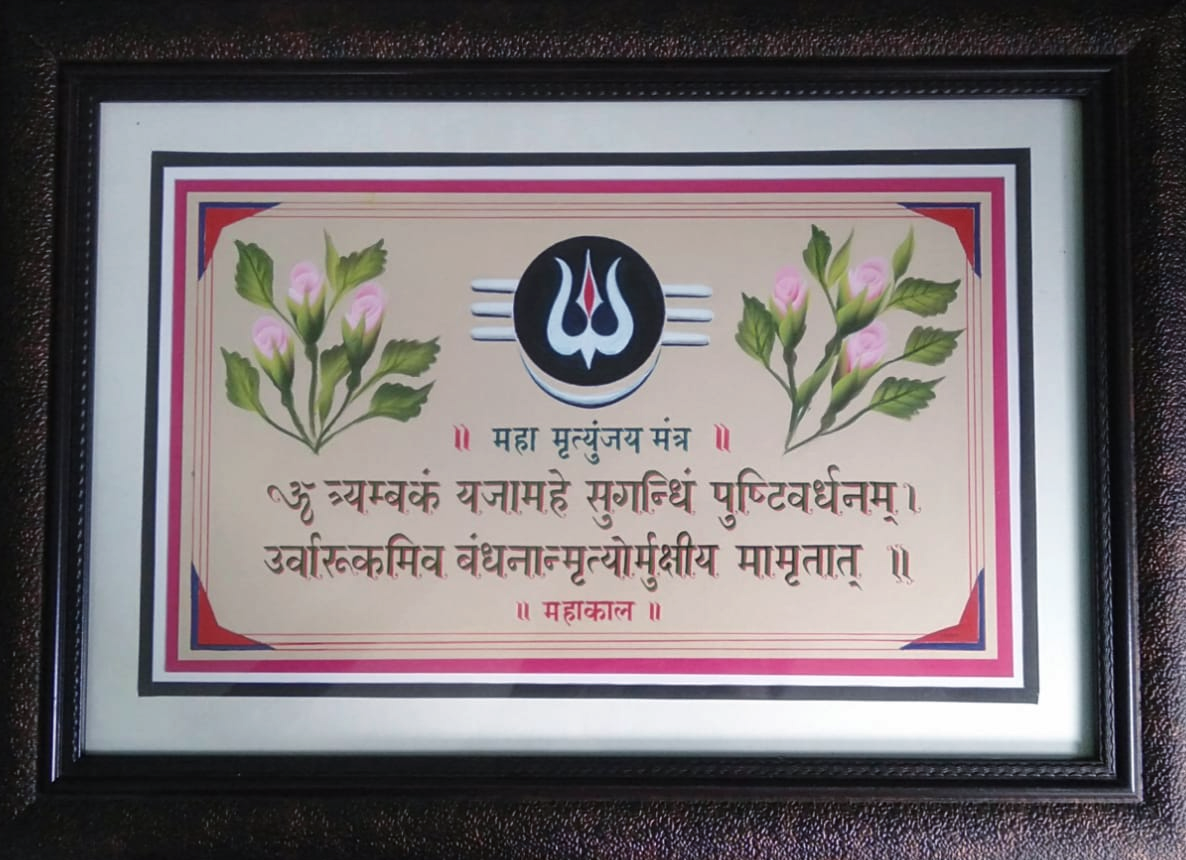 ॥ महा मृत्युंजय मंत्र ॥
ॐ त्र्यम्बकं यजामहे सुगन्धिं पुष्टिवर्धनम्।
उर्वारूकमिव बंधनान्मृत्योर्मुक्षीय मामृतात् ॥
॥ महाकाल ॥